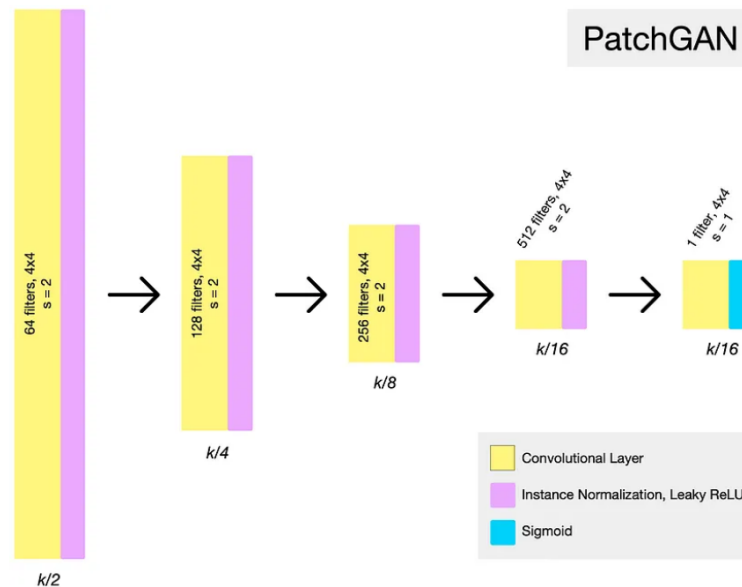 PatchGAN
64 filters, 4x4
s = 2
k/2
128 filters, 4x4
s = 2
k/4
256 filters, 4x4
s = 2
k/8
512 filters, 4x4
s = 2
k/16
1 filter, 4x4
s = 1
k/16
Convolutional Layer
Instance Normalization, Leaky ReLU
Sigmoid